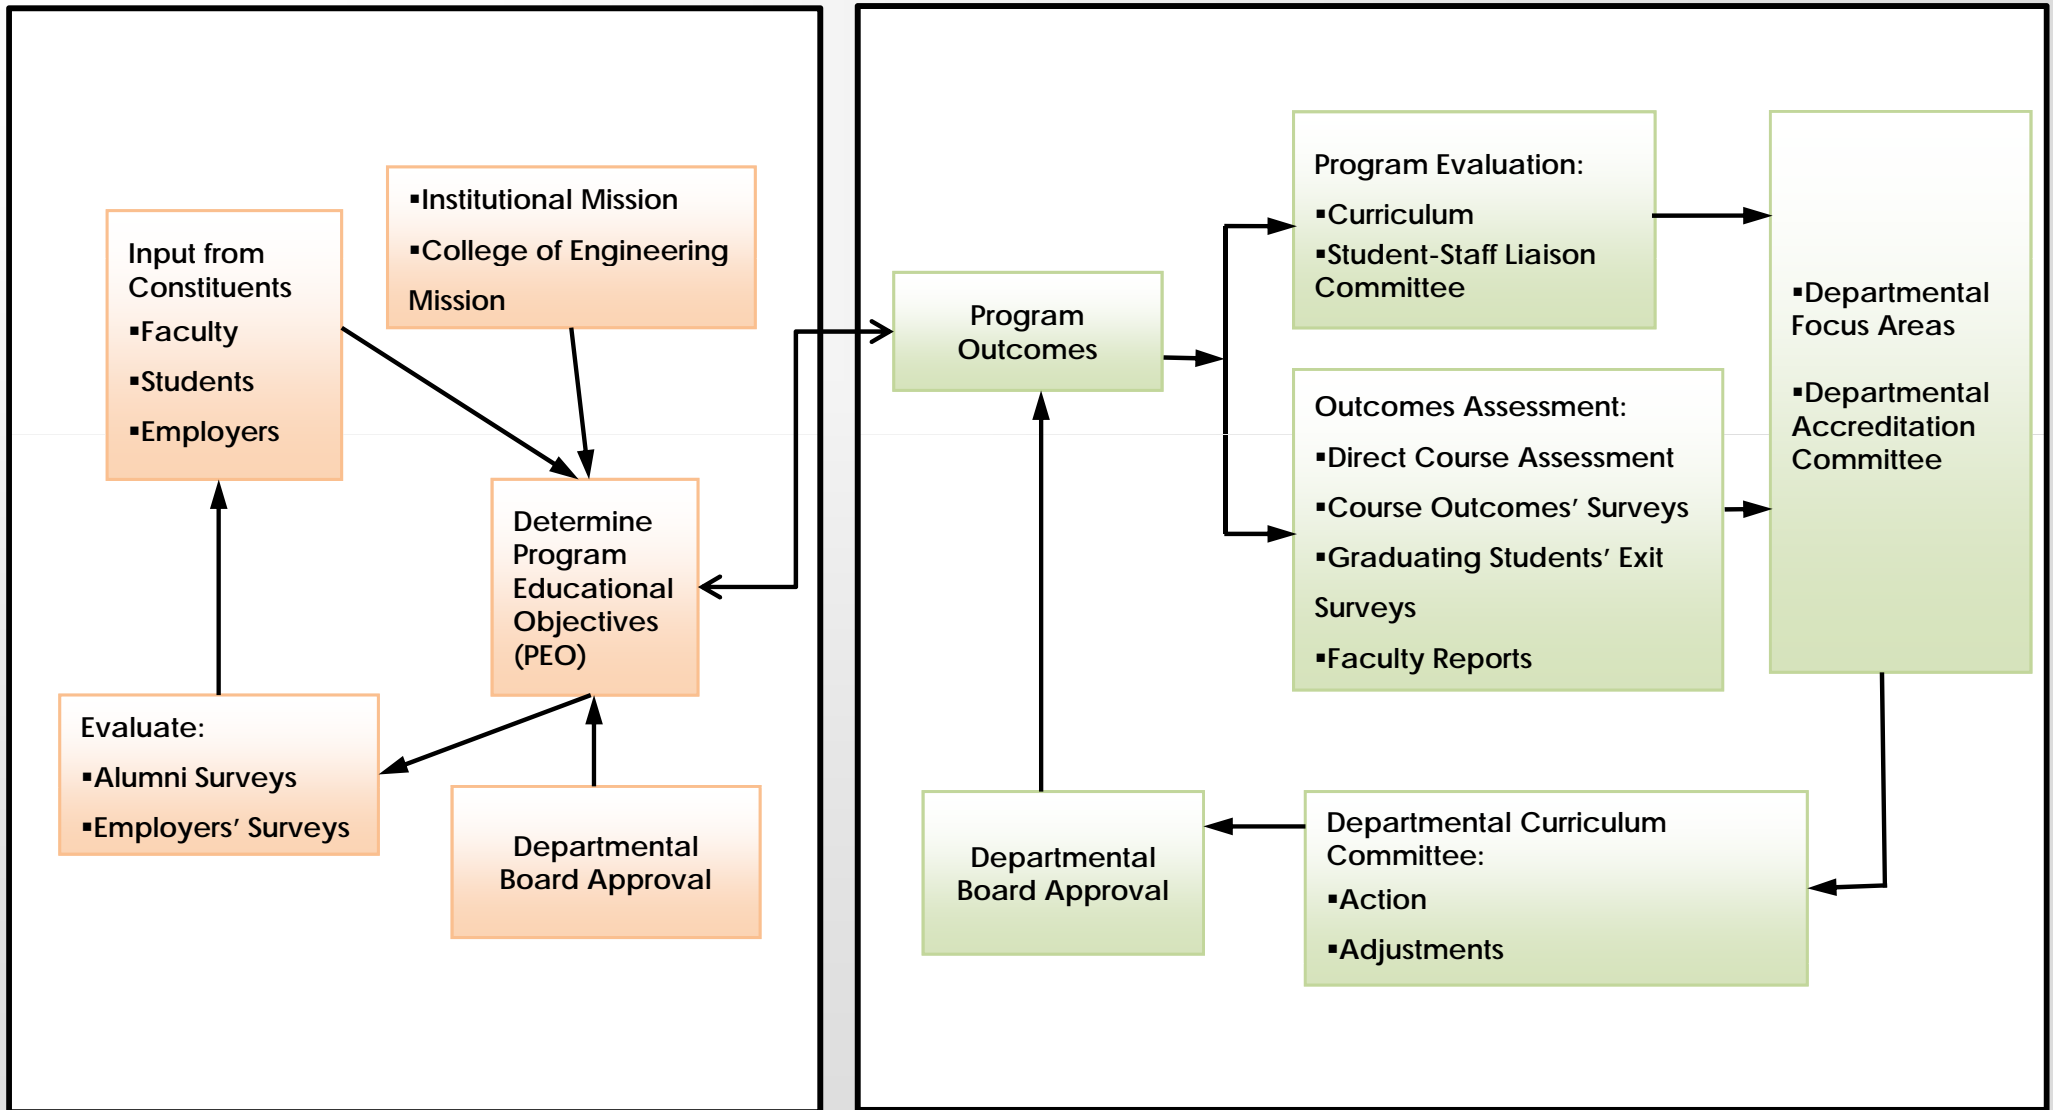 Input from
Constituents
▪Faculty
▪Students
▪Employers
▪Institutional Mission
▪College of Engineering
Mission
Determine
Program
Educational
Objectives
(PEO)
Evaluate:
▪Alumni Surveys
▪Employers’ Surveys
Departmental
Board Approval
Program
Outcomes
Program Evaluation:
▪Curriculum
▪Student-Staff Liaison
Committee
Outcomes Assessment:
▪Direct Course Assessment
▪Course Outcomes’ Surveys
▪Graduating Students’ Exit
Surveys
▪Faculty Reports
▪Departmental
Focus Areas
▪Departmental
Accreditation
Committee
Departmental
Board Approval
Departmental Curriculum
Committee:
▪Action
▪Adjustments